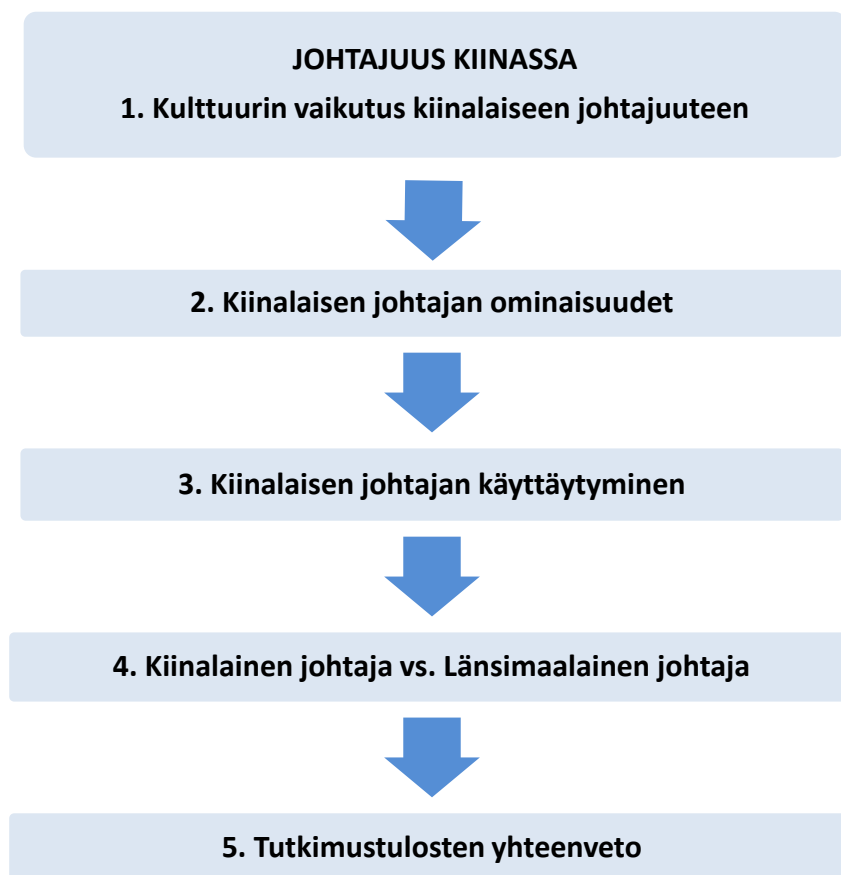 JOHTAJUUS KIINASSA
1. Kulttuurin vaikutus kiinalaiseen johtajuuteen
2. Kiinalaisen johtajan ominaisuudet
3. Kiinalaisen johtajan käyttäytyminen
4. Kiinalainen johtaja vs. Länsimaalainen johtaja
5. Tutkimustulosten yhteenveto